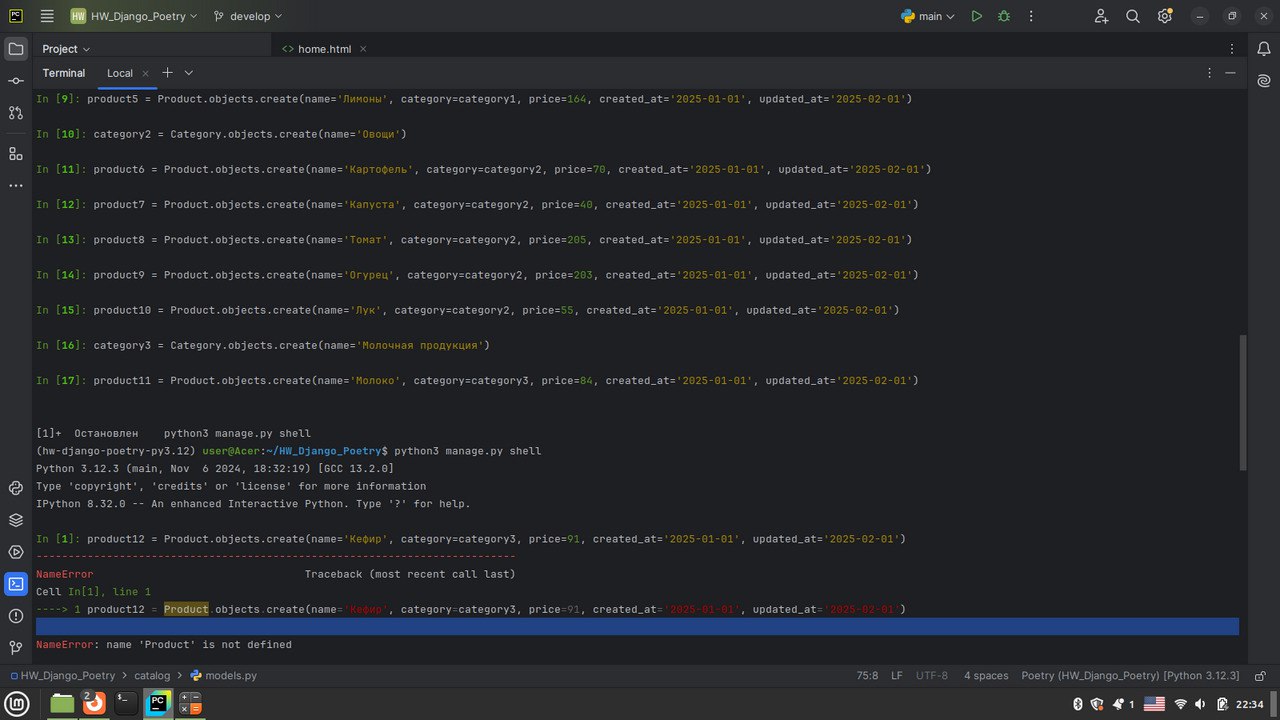 HW HW_Django_Poetry develop main
Project home.html
Terminal Local
In [9]: product5 = Product.objects.create(name='Лимоны', category=category1, price=164, created_at='2025-01-01', updated_at='2025-02-01')
In [10]: category2 = Category.objects.create(name='Овощи')
In [11]: product6 = Product.objects.create(name='Картофель', category=category2, price=70, created_at='2025-01-01', updated_at='2025-02-01')
In [12]: product7 = Product.objects.create(name='Капуста', category=category2, price=40, created_at='2025-01-01', updated_at='2025-02-01')
In [13]: product8 = Product.objects.create(name='Томат', category=category2, price=205, created_at='2025-01-01', updated_at='2025-02-01')
In [14]: product9 = Product.objects.create(name='Огурец', category=category2, price=203, created_at='2025-01-01', updated_at='2025-02-01')
In [15]: product10 = Product.objects.create(name='Лук', category=category2, price=55, created_at='2025-01-01', updated_at='2025-02-01')
In [16]: category3 = Category.objects.create(name='Молочная продукция')
In [17]: product11 = Product.objects.create(name='Молоко', category=category3, price=84, created_at='2025-01-01', updated_at='2025-02-01')
[1]+  Остановлен    python3 manage.py shell
(hw-django-poetry-py3.12) user@Acer:~/HW_Django_Poetry$ python3 manage.py shell
Python 3.12.3 (main, Nov  6 2024, 18:32:19) [GCC 13.2.0]
Type 'copyright', 'credits' or 'license' for more information
IPython 8.32.0 -- An enhanced Interactive Python. Type '?' for help.
In [1]: product12 = Product.objects.create(name='Кефир', category=category3, price=91, created_at='2025-01-01', updated_at='2025-02-01')
---------------------------------------------------------------------------
NameError                                 Traceback (most recent call last)
Cell In[1], line 1
----> 1 product12 = Product.objects.create(name='Кефир', category=category3, price=91, created_at='2025-01-01', updated_at='2025-02-01')
NameError: name 'Product' is not defined
HW_Django_Poetry > catalog > models.py 75:8 LF UTF-8 4 spaces Poetry (HW_Django_Poetry) [Python 3.12.3]
2 PC 1 22:34